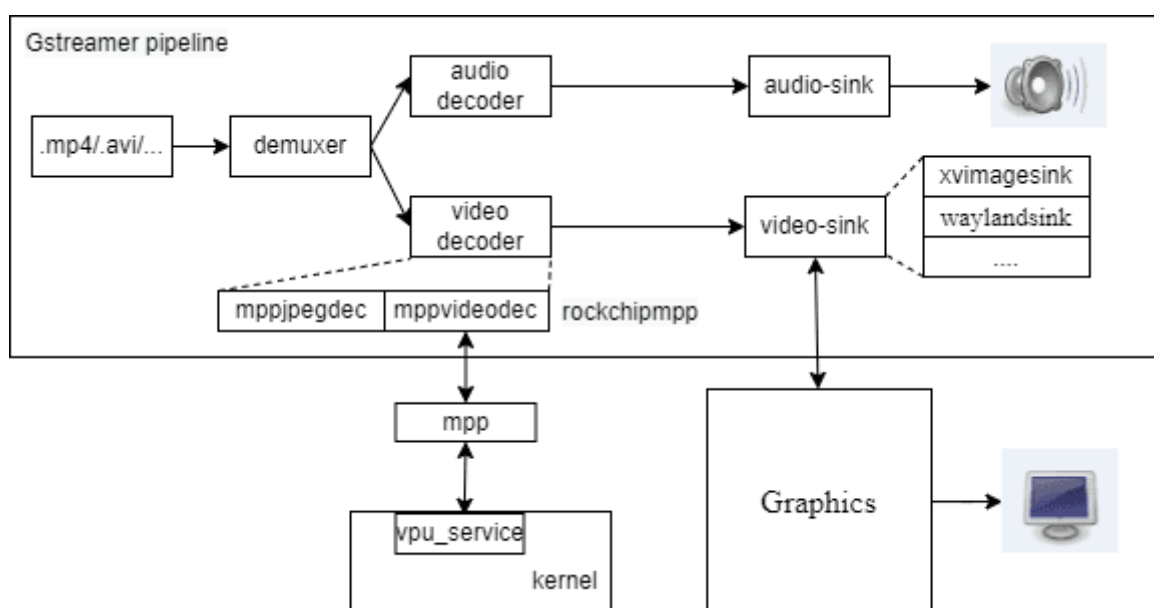 Gstreamer pipeline
audio
decoder
audio-sink
.mp4/.avi/...
demuxer
xvimagesink
video
decoder
video-sink
waylandsink
....
mppjpegdec
mppvideodec
rockchipmpp
mpp
Graphics
vpu_service
kernel